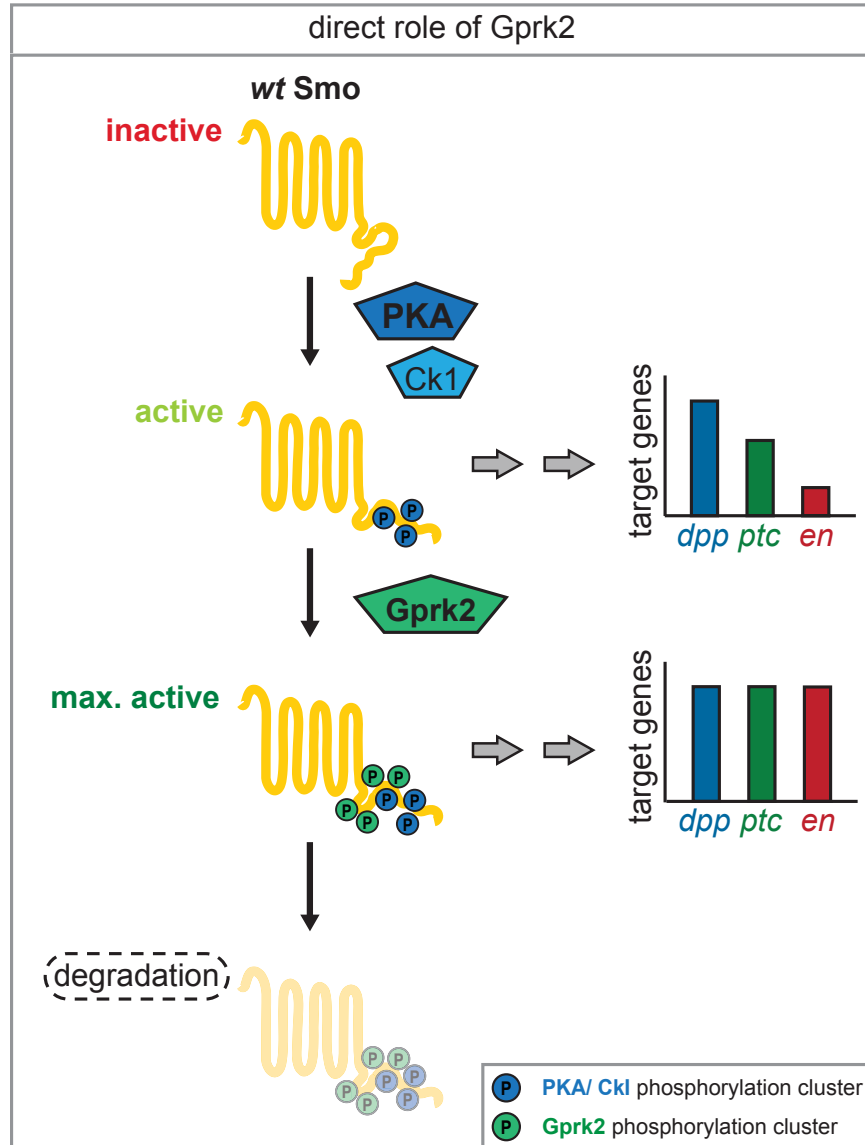 direct role of Gprk2
wt Smo
inactive
PKA
Ck1
active
P
P
P
target genes
dpp ptc en
Gprk2
max. active
P
P
P
P
P
P
P
target genes
dpp ptc en
degradation
P
P
P
P
P
P
P
P PKA/ CkI phosphorylation cluster
P Gprk2 phosphorylation cluster